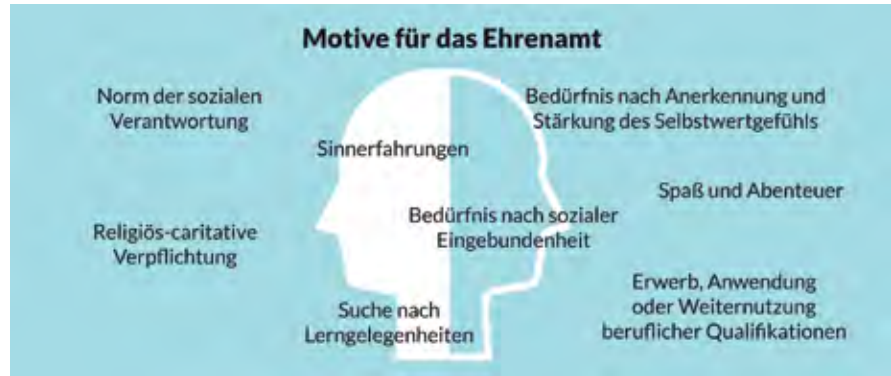 Motive für das Ehrenamt
Norm der sozialen
Verantwortung
Bedürfnis nach Anerkennung und
Stärkung des Selbstwertgefühls
Sinnerfahrungen
Spaß und Abenteuer
Religiös-caritative
Verpflichtung
Bedürfnis nach sozialer
Eingebundenheit
Suche nach
Lerngelegenheiten
Erwerb, Anwendung
oder Weiternutzung
beruflicher Qualifikationen